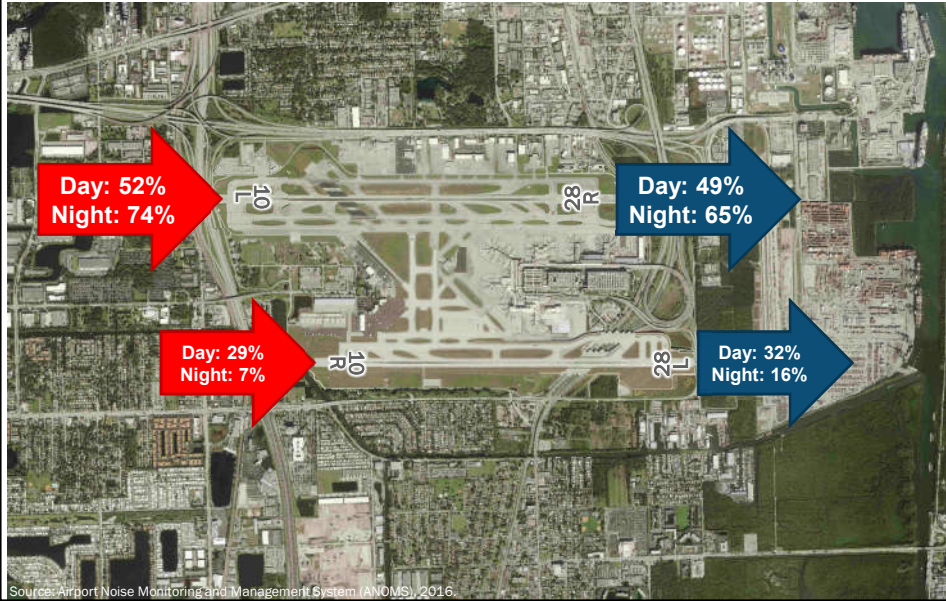 Day: 52%
Night: 74%
10
L
28
R
Day: 49%
Night: 65%
Day: 29%
Night: 7%
10
R
28
L
Day: 32%
Night: 16%
Source: Airport Noise Monitoring and Management System (ANOMS), 2016.